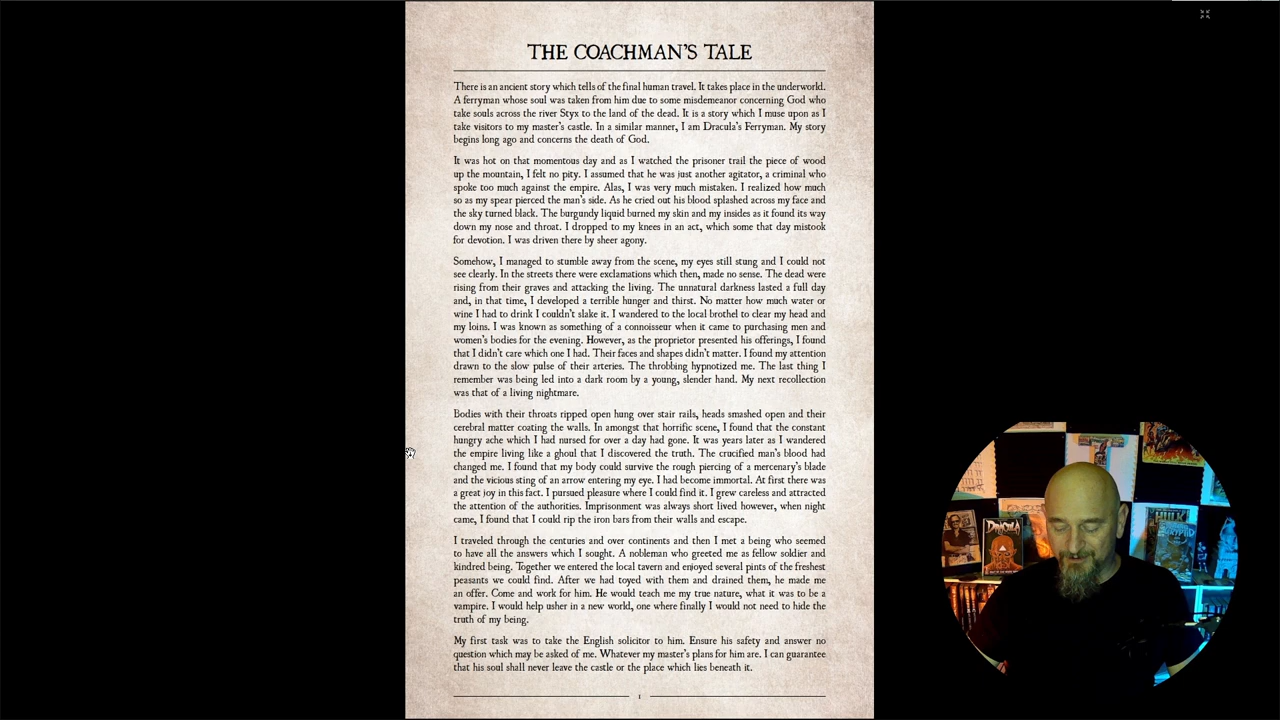 THE COACHMAN'S TALE
There is an ancient story which tells of the final human travel. It takes place in the underworld.
A ferryman whose soul was taken from him due to some misdemeanor concerning God who
take souls across the river Styx to the land of the dead. It is a story which I muse upon as I
take visitors to my master's castle. In a similar manner, I am Dracula's Ferryman. My story
begins long ago and concerns the death of God.
It was hot on that momentous day and as I watched the prisoner trail the piece of wood
up the mountain, I felt no pity. I assumed that he was just another agitator, a criminal who
spoke too much against the empire. Alas, I was very much mistaken. I realized how much
so as my spear pierced the man's side. As he cried out his blood splashed across my face and
the sky turned black. The burgundy liquid burned my skin and my insides as it found its way
down my nose and throat. I dropped to my knees in an act, which some that day mistook
for devotion. I was driven there by sheer agony.
Somehow, I managed to stumble away from the scene, my eyes still stung and I could not
see clearly. In the streets there were exclamations which then, made no sense. The dead were
rising from their graves and attacking the living. The unnatural darkness lasted a full day
and, in that time, I developed a terrible hunger and thirst. No matter how much water or
wine I had to drink I couldn't slake it. I wandered to the local brothel to clear my head and
my loins. I was known as something of a connoisseur when it came to purchasing men and
women's bodies for the evening. However, as the proprietor presented his offerings, I found
that I didn't care which one I had. Their faces and shapes didn't matter. I found my attention
drawn to the slow pulse of their arteries. The throbbing hypnotized me. The last thing I
remember was being led into a dark room by a young, slender hand. My next recollection
was that of a living nightmare.
Bodies with their throats ripped open hung over stair rails, heads smashed open and their
cerebral matter coating the walls. In amongst that horrific scene, I found that the constant
hungry ache which I had nursed for over a day had gone. It was years later as I wandered
the empire living like a ghoul that I discovered the truth. The crucified man's blood had
changed me. I found that my body could survive the rough piercing of a mercenary's blade
and the vicious sting of an arrow entering my eye. I had become immortal. At first there was
a great joy in this fact. I pursued pleasure where I could find it. I grew careless and attracted
the attention of the authorities. Imprisonment was always short lived however, when night
came, I found that I could rip the iron bars from their walls and escape.
I traveled through the centuries and over continents and then I met a being who seemed
to have all the answers which I sought. A nobleman who greeted me as fellow soldier and
kindred being. Together we entered the local tavern and enjoyed several pints of the freshest
peasants we could find. After we had toyed with them and drained them, he made me
an offer. Come and work for him. He would teach me my true nature, what it was to be a
vampire. I would help usher in a new world, one where finally I would not need to hide the
truth of my being.
My first task was to take the English solicitor to him. Ensure his safety and answer no
question which may be asked of me. Whatever my master's plans for him are. I can guarantee
that his soul shall never leave the castle or the place which lies beneath it.
1
DRACULA
HULK